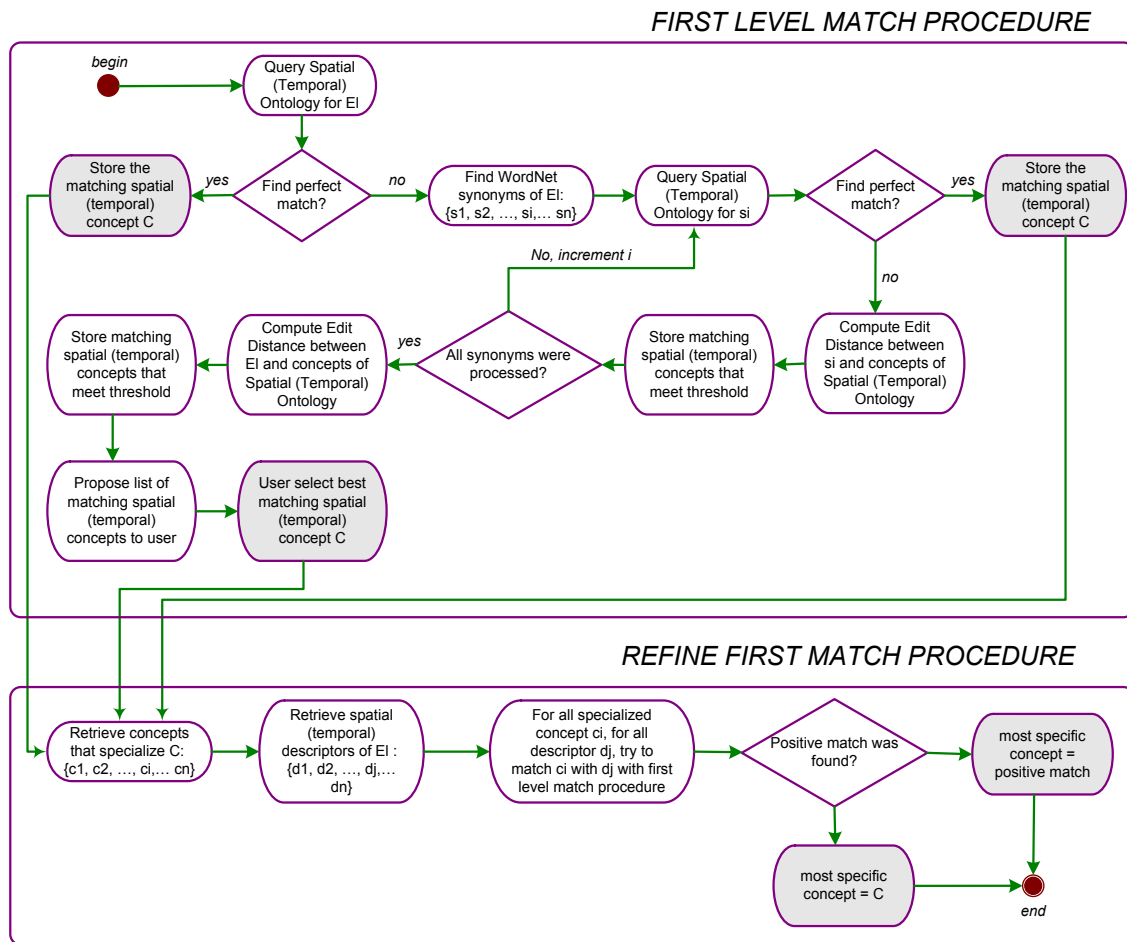 FIRST LEVEL MATCH PROCEDURE
begin
Query Spatial
(Temporal)
Ontology for El
Store the
matching spatial
(temporal)
concept C
yes
Find perfect
match?
no
Find WordNet
synonyms of El:
{s1, s2, …, si,… sn}
Query Spatial
(Temporal)
Ontology for si
Find perfect
match?
yes
Store the
matching spatial
(temporal)
concept C
No, increment i
no
Store matching
spatial (temporal)
concepts that
meet threshold
Compute Edit
Distance between
El and concepts of
Spatial (Temporal)
Ontology
yes
All synonyms were
processed?
Store matching
spatial (temporal)
concepts that
meet threshold
Compute Edit
Distance between
si and concepts of
Spatial (Temporal)
Ontology
Propose list of
matching spatial
(temporal)
concepts to user
User select best
matching spatial
(temporal)
concept C
REFINE FIRST MATCH PROCEDURE
Retrieve concepts
that specialize C:
{c1, c2, …, ci,… cn}
Retrieve spatial
(temporal)
descriptors of El :
{d1, d2, …, dj,…
dn}
For all specialized
concept ci, for all
descriptor dj, try to
match ci with dj with first
level match procedure
Positive match was
found?
most specific
concept =
positive match
most specific
concept = C
end